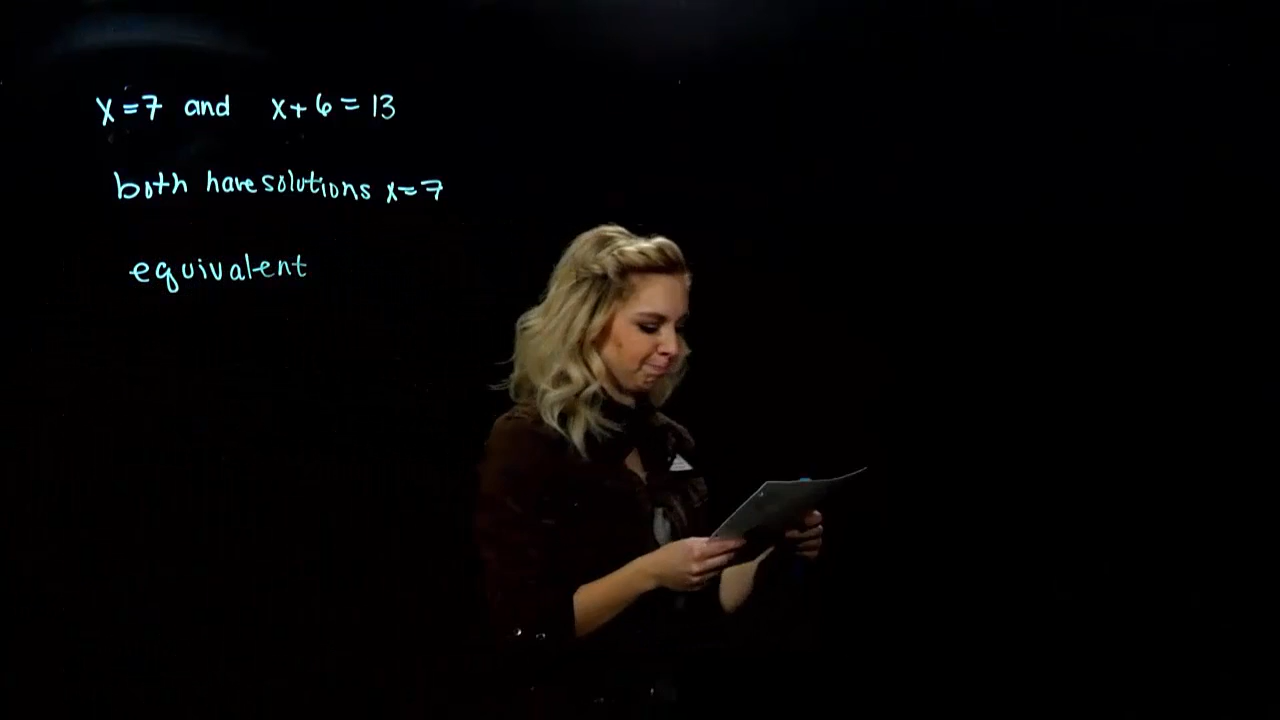 x=7 and x+6=13
both have solutions x=7
equivalent